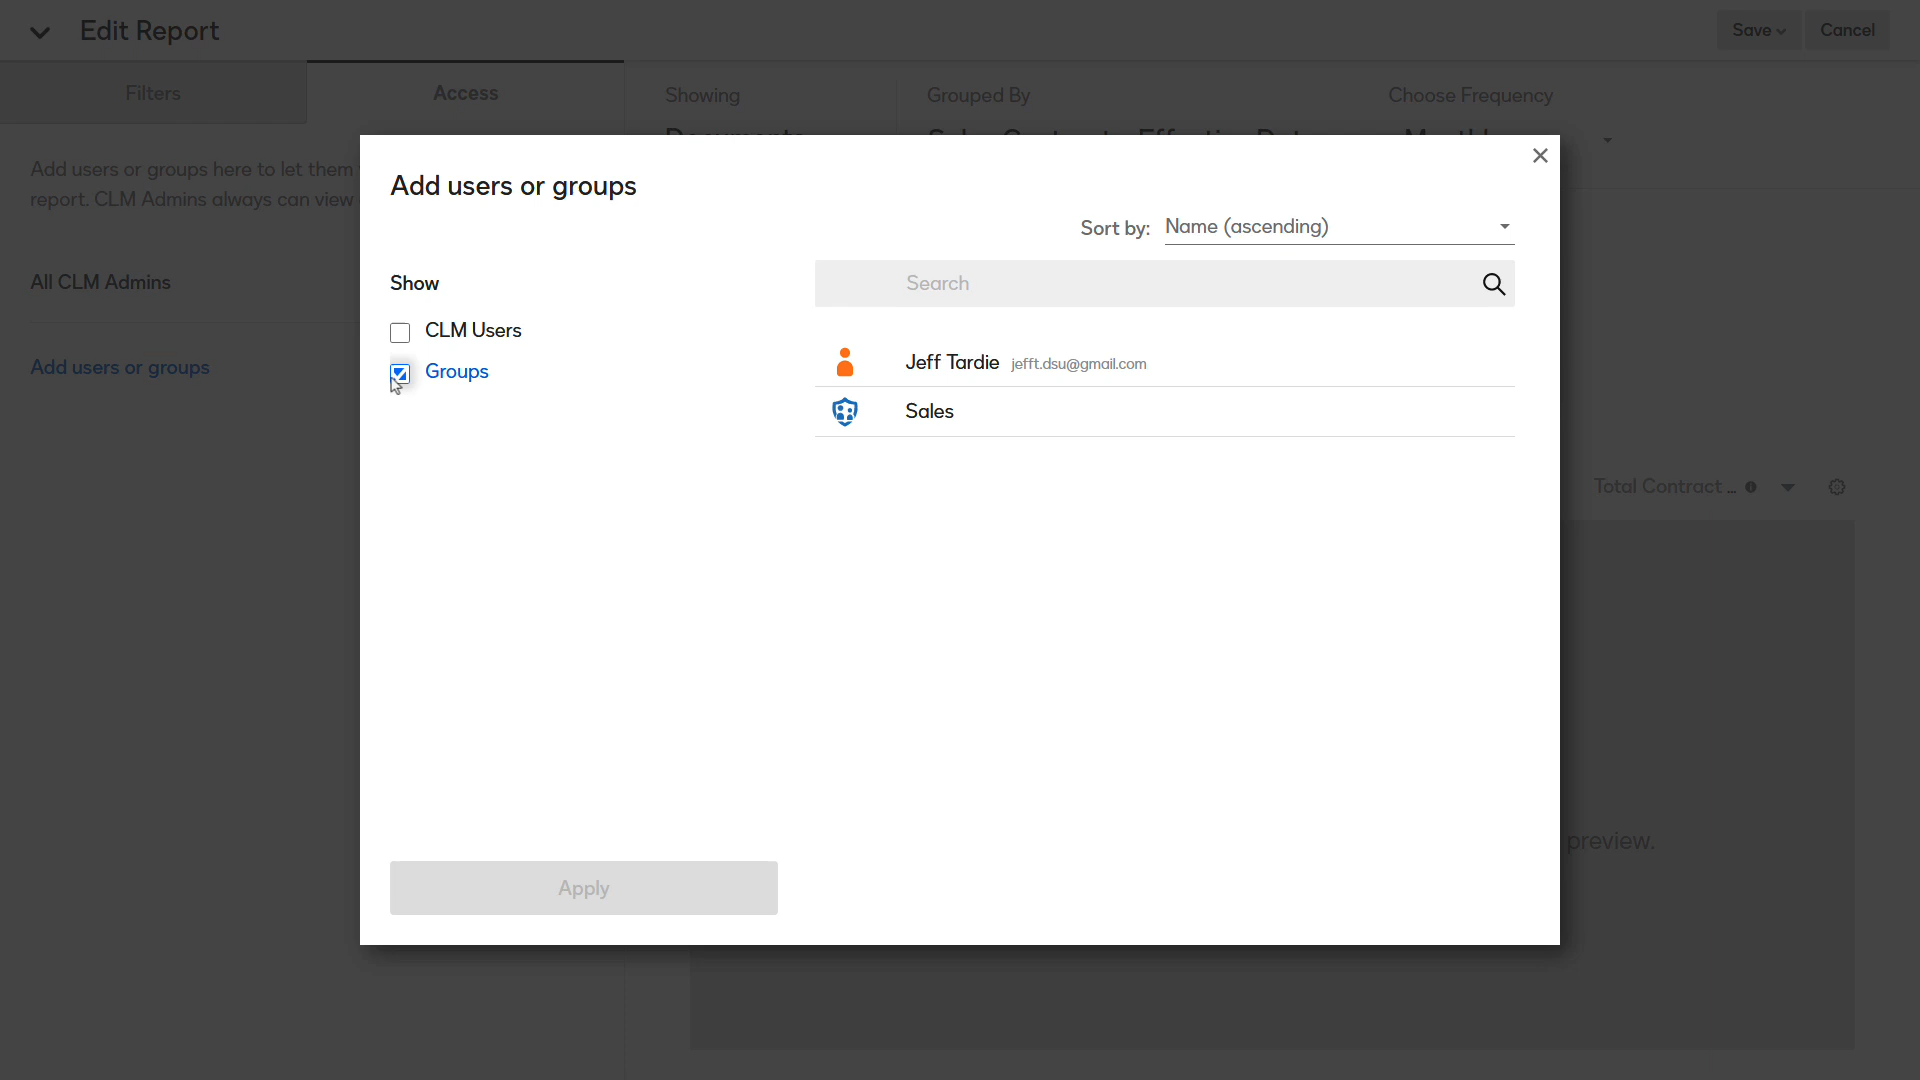 Edit Report
Save
Cancel
Filters
Access
Showing
Grouped By
Choose Frequency
Add users or groups here to let them
report. CLM Admins always can view
All CLM Admins
Add users or groups
Add users or groups
Sort by: Name (ascending)
Show
Search
CLM Users
Groups
Jeff Tardie jefft.dsu@gmail.com
Sales
Total Contract ...
preview.
Apply